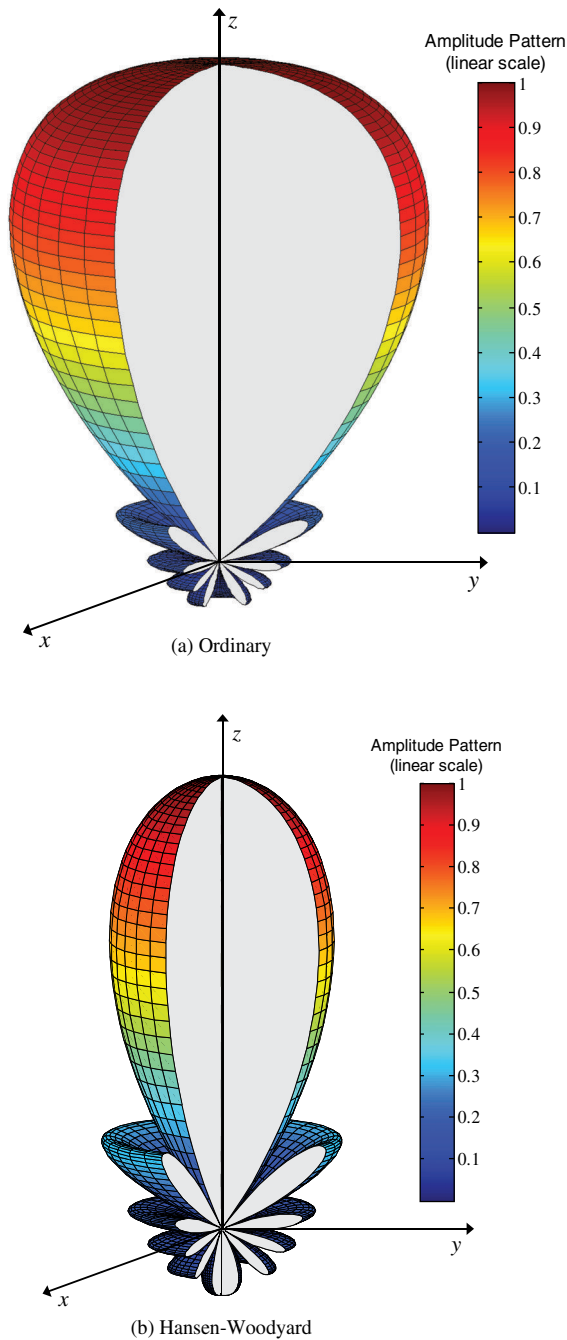 z
Amplitude Pattern
(linear scale)
1
0.9
0.8
0.7
0.6
0.5
0.4
0.3
0.2
0.1
y
x
(a) Ordinary
z
Amplitude Pattern
(linear scale)
1
0.9
0.8
0.7
0.6
0.5
0.4
0.3
0.2
0.1
y
x
(b) Hansen-Woodyard